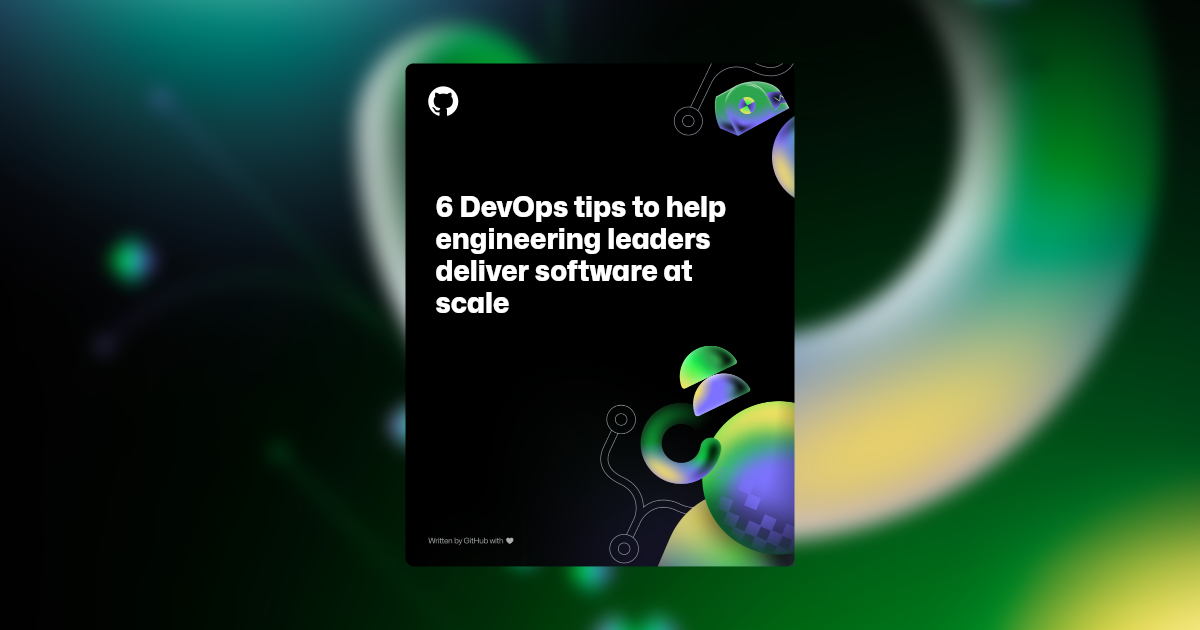 6 DevOps tips to help
engineering leaders
deliver software at
scale
Written by GitHub with